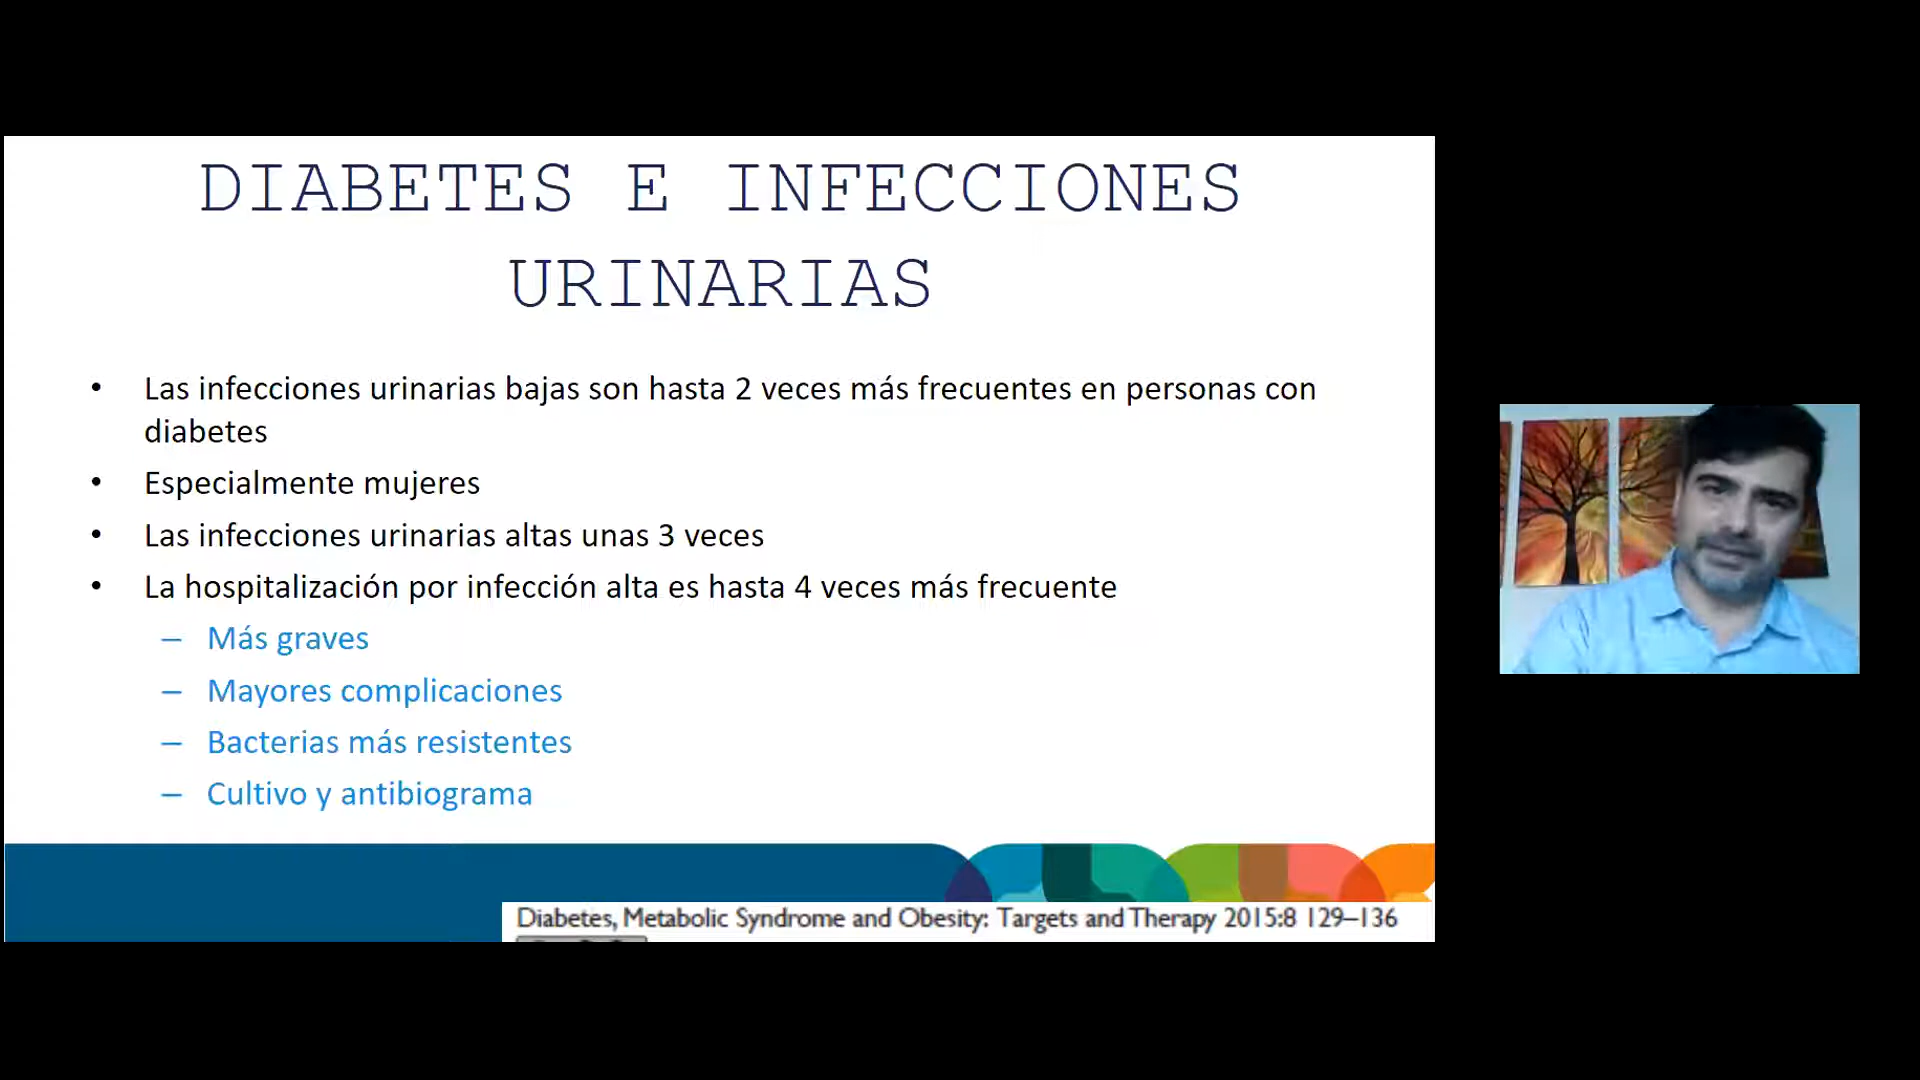 DIABETES E INFECCIONES
URINARIAS
• Las infecciones urinarias bajas son hasta 2 veces más frecuentes en personas con
diabetes
• Especialmente mujeres
• Las infecciones urinarias altas unas 3 veces
• La hospitalización por infección alta es hasta 4 veces más frecuente
– Más graves
– Mayores complicaciones
– Bacterias más resistentes
– Cultivo y antibiograma
Diabetes, Metabolic Syndrome and Obesity: Targets and Therapy 2015:8 129–136